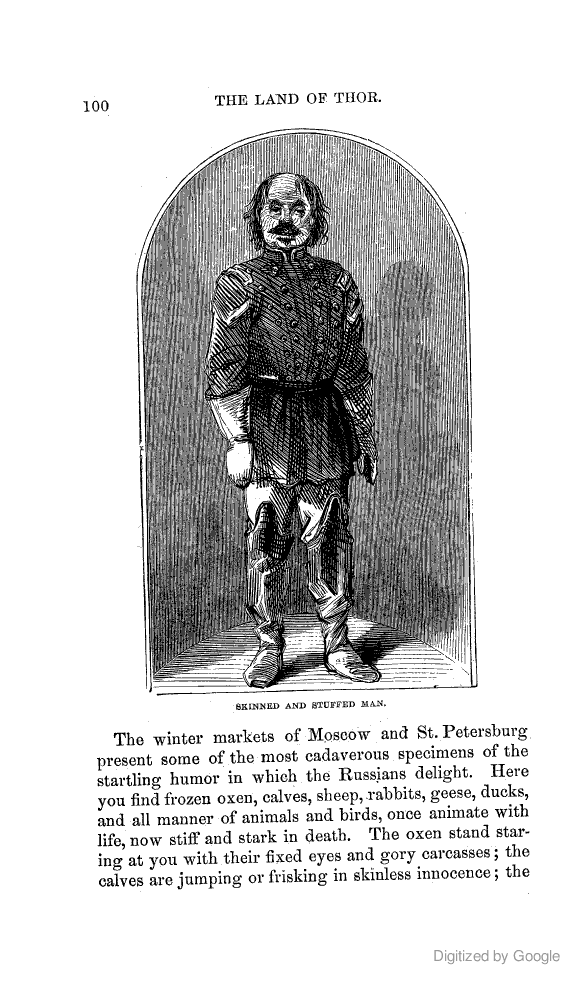 100
THE LAND OF THOR.
SKINNED AND STUFFED MAN.
The winter markets of Moscow and St. Petersburg
present some of the most cadaverous specimens of the
startling humor in which the Russians delight. Here
you find frozen oxen, calves, sheep, rabbits, geese, ducks,
and all manner of animals and birds, once animate with
life, now stiff and stark in death. The oxen stand star-
ing at you with their fixed eyes and gory carcasses; the
calves are jumping or frisking in skinless innocence; the
Digitized by Google